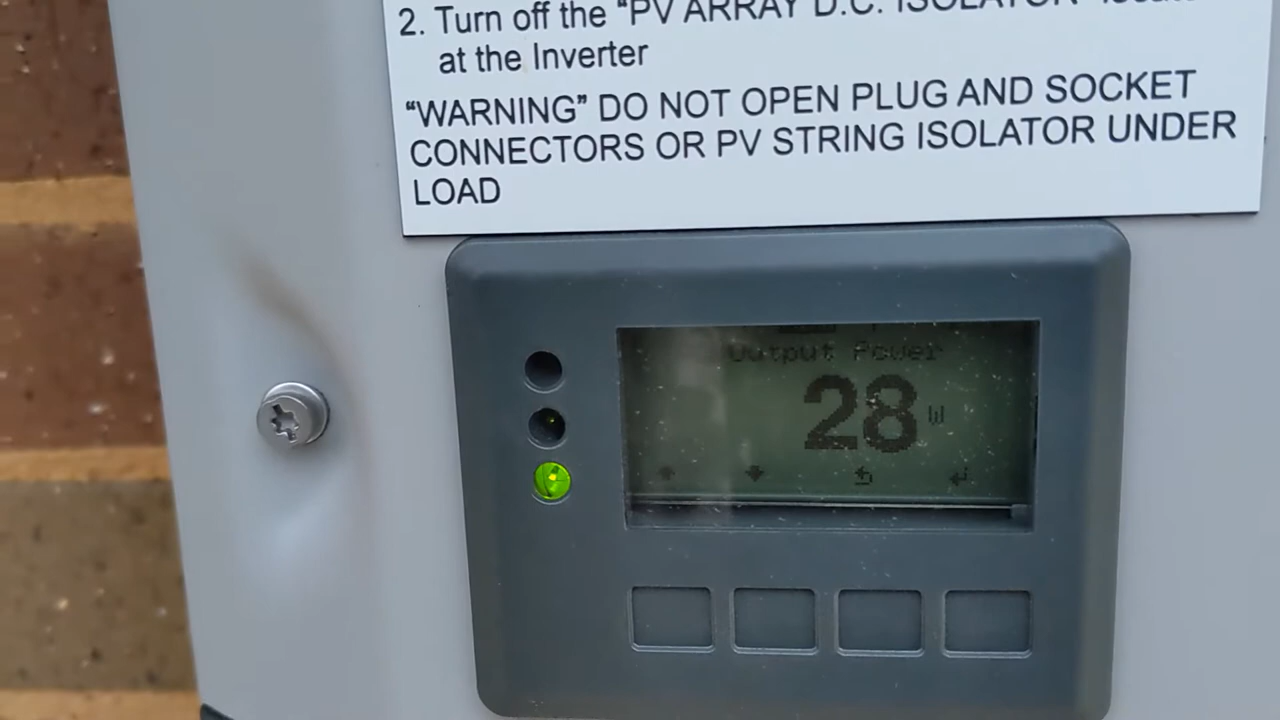 2. Turn off the "PV ARRAY D.C. ISOLATOR"
at the Inverter
"WARNING" DO NOT OPEN PLUG AND SOCKET
CONNECTORS OR PV STRING ISOLATOR UNDER
LOAD
Output Power
28 W